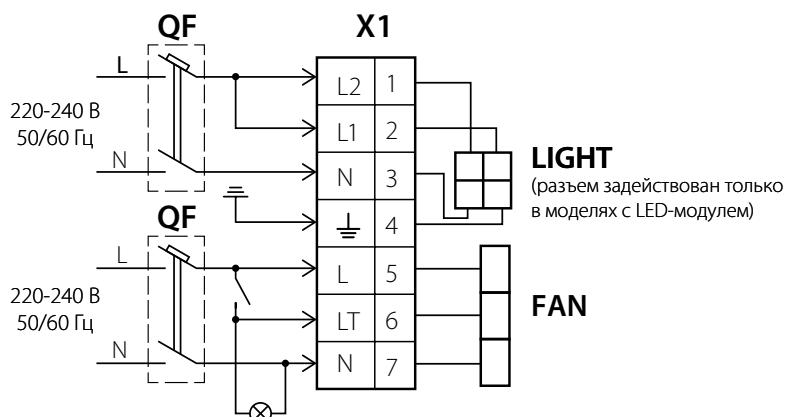 QF X1
L L2 1
220-240 В
50/60 Гц
L1 2
N N 3
LIGHT
(разъем задействован только
в моделях с LED-модулем)
4
QF
L L 5
220-240 В
50/60 Гц
LT 6
FAN
N N 7